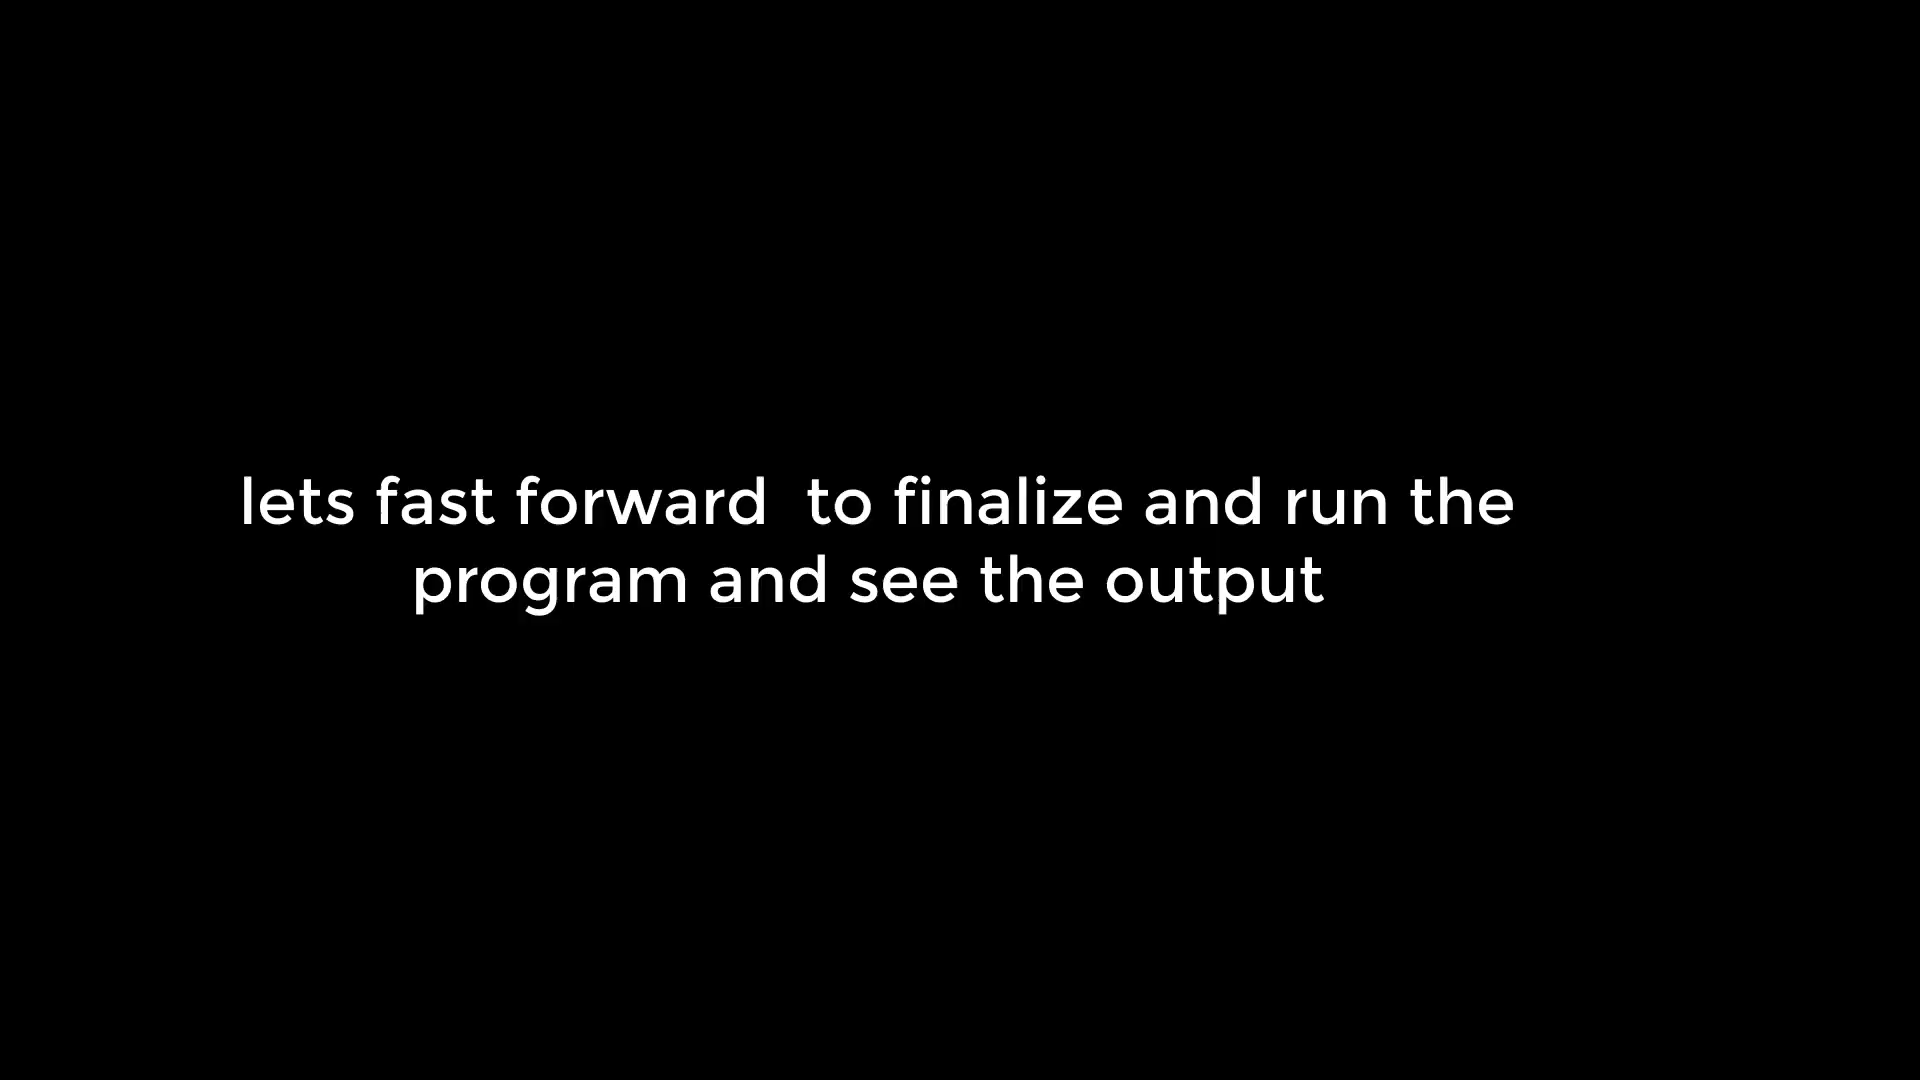 lets fast forward  to finalize and run the
program and see the output